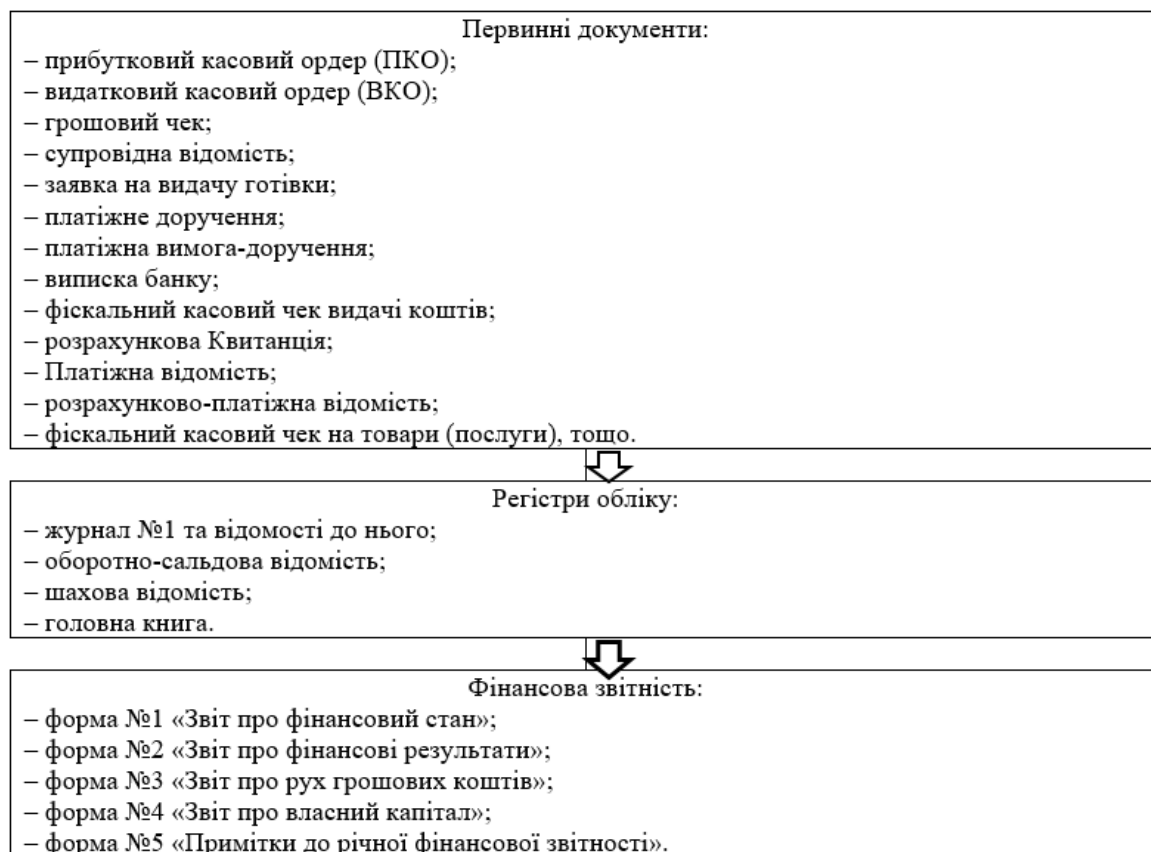 Первинні документи:
– прибутковий касовий ордер (ПКО);
– видатковий касовий ордер (ВКО);
– грошовий чек;
– супровідна відомість;
– заявка на видачу готівки;
– платіжне доручення;
– платіжна вимога-доручення;
– виписка банку;
– фіскальний касовий чек видачі коштів;
– розрахункова Квитанція;
– Платіжна відомість;
– розрахунково-платіжна відомість;
– фіскальний касовий чек на товари (послуги), тощо.
Регістри обліку:
– журнал №1 та відомості до нього;
– оборотно-сальдова відомість;
– шахова відомість;
– головна книга.
Фінансова звітність:
– форма №1 «Звіт про фінансовий стан»;
– форма №2 «Звіт про фінансові результати»;
– форма №3 «Звіт про рух грошових коштів»;
– форма №4 «Звіт про власний капітал»;
– форма №5 «Примітки до річної фінансової звітності».